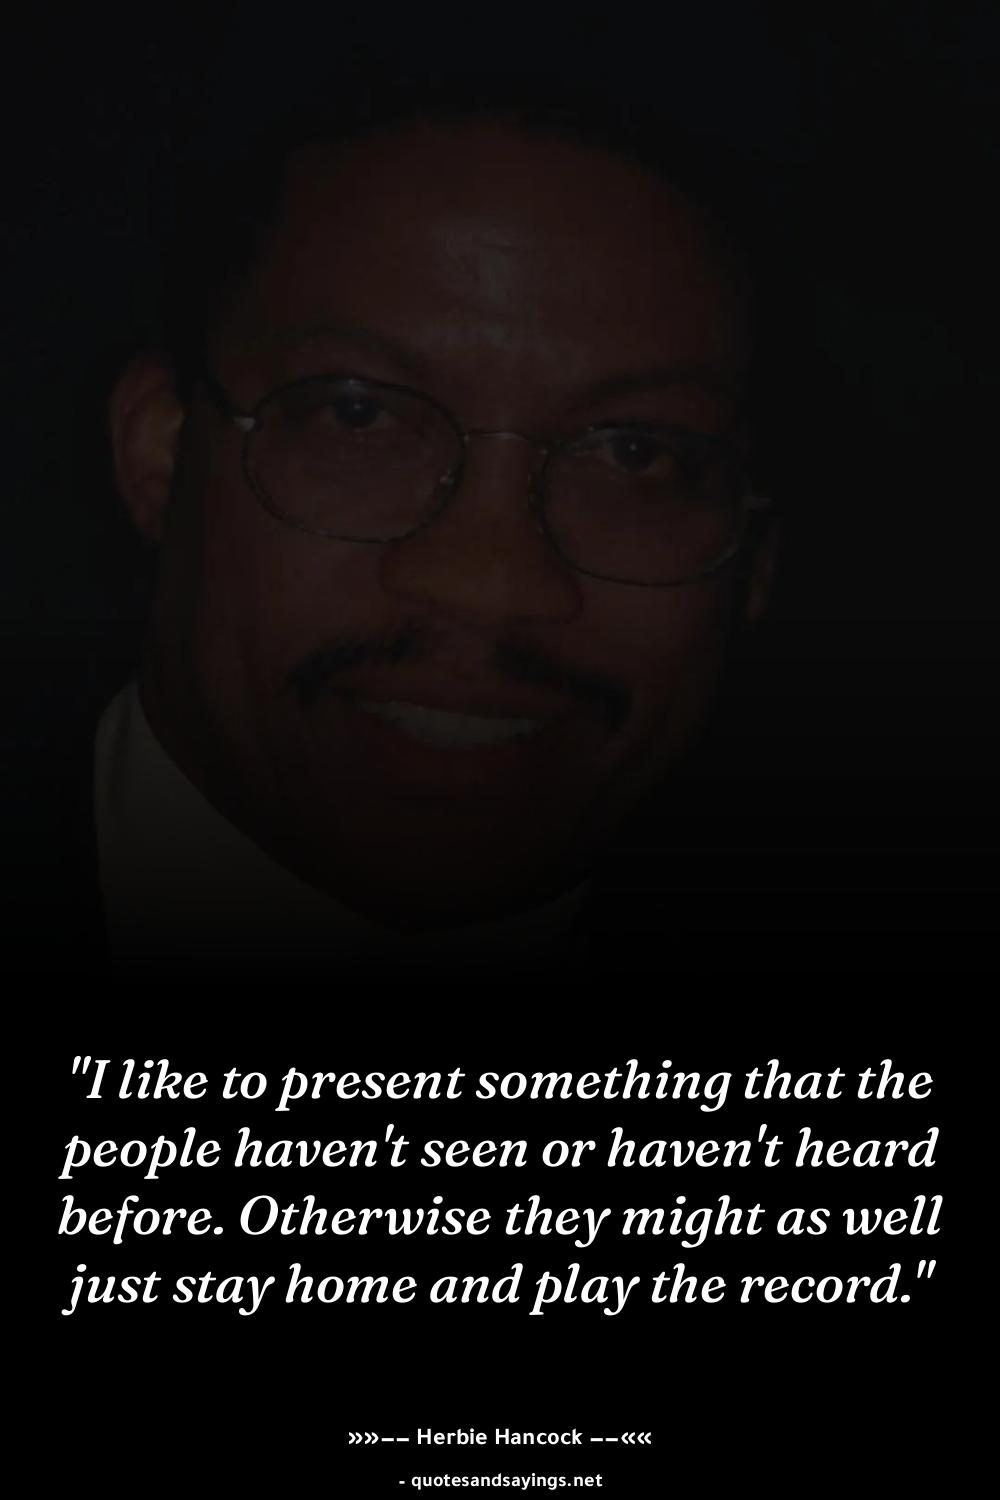 "I like to present something that the
people haven't seen or haven't heard
before. Otherwise they might as well
just stay home and play the record."
»»−− Herbie Hancock −−««
- quotesandsayings.net